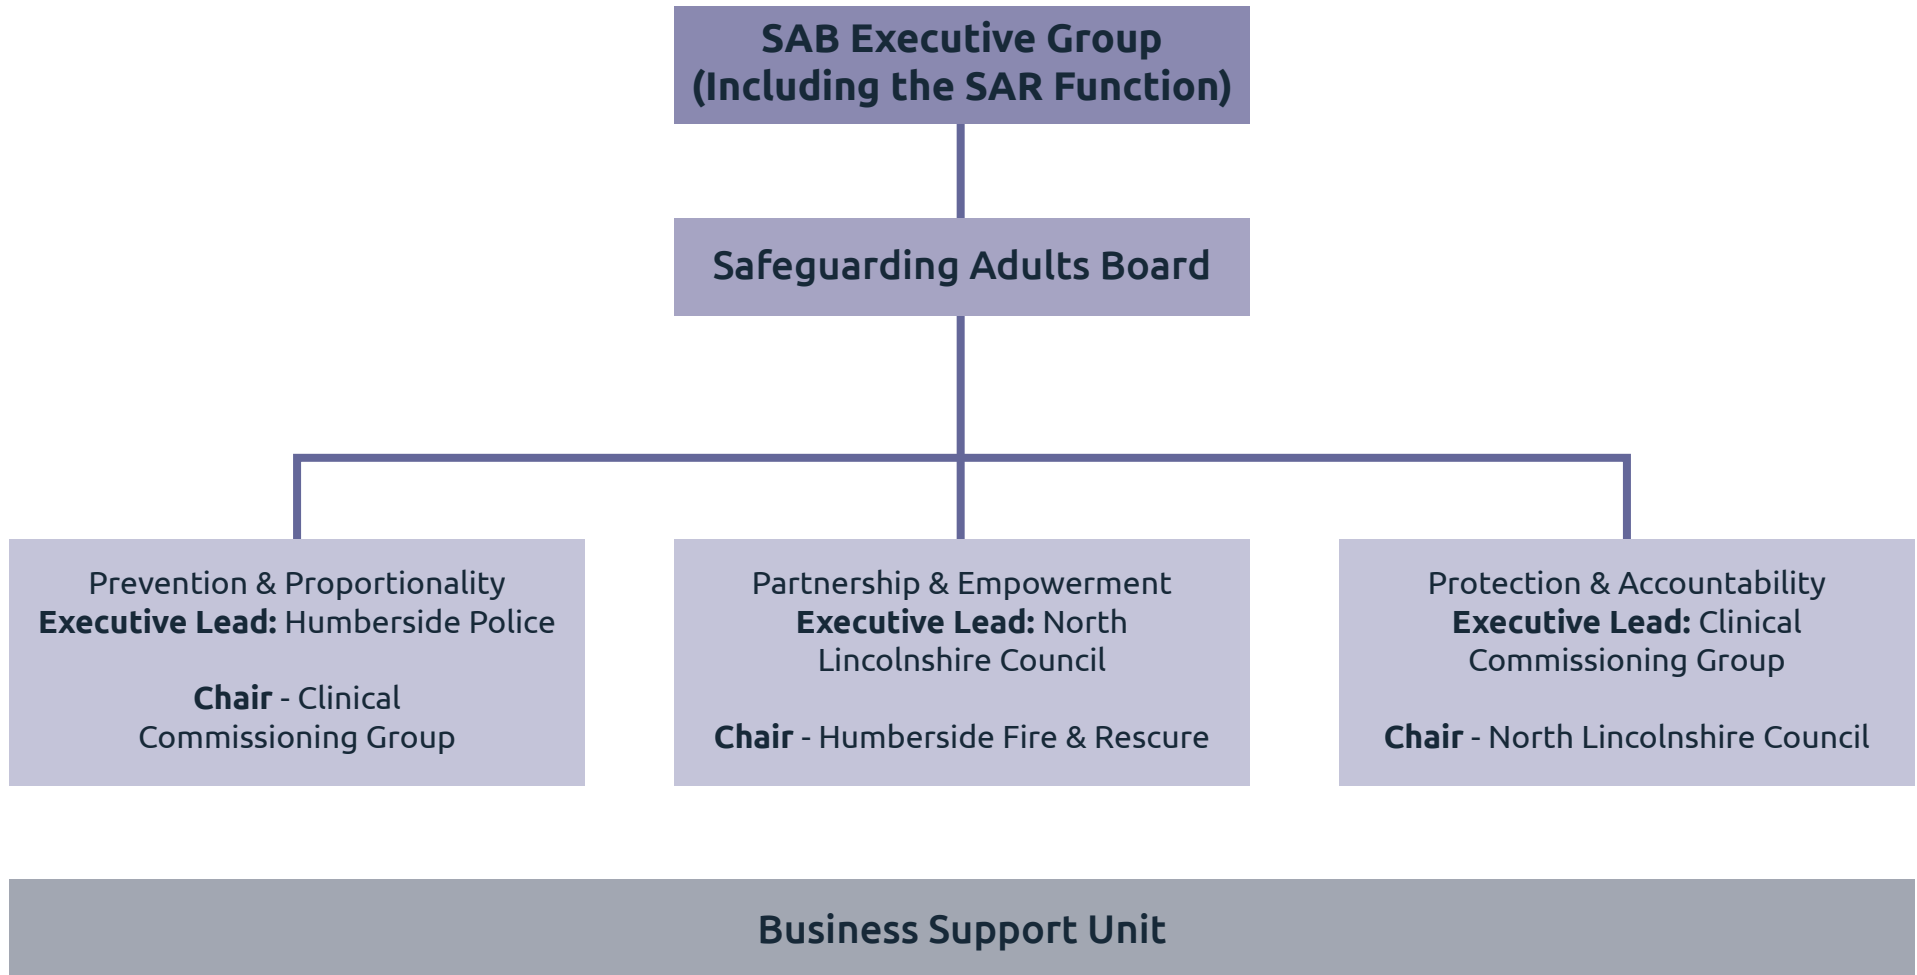 SAB Executive Group
(Including the SAR Function)
Safeguarding Adults Board
Prevention & Proportionality
Executive Lead: Humberside Police
Chair - Clinical
Commissioning Group
Partnership & Empowerment
Executive Lead: North
Lincolnshire Council
Chair - Humberside Fire & Rescure
Protection & Accountability
Executive Lead: Clinical
Commissioning Group
Chair - North Lincolnshire Council
Business Support Unit